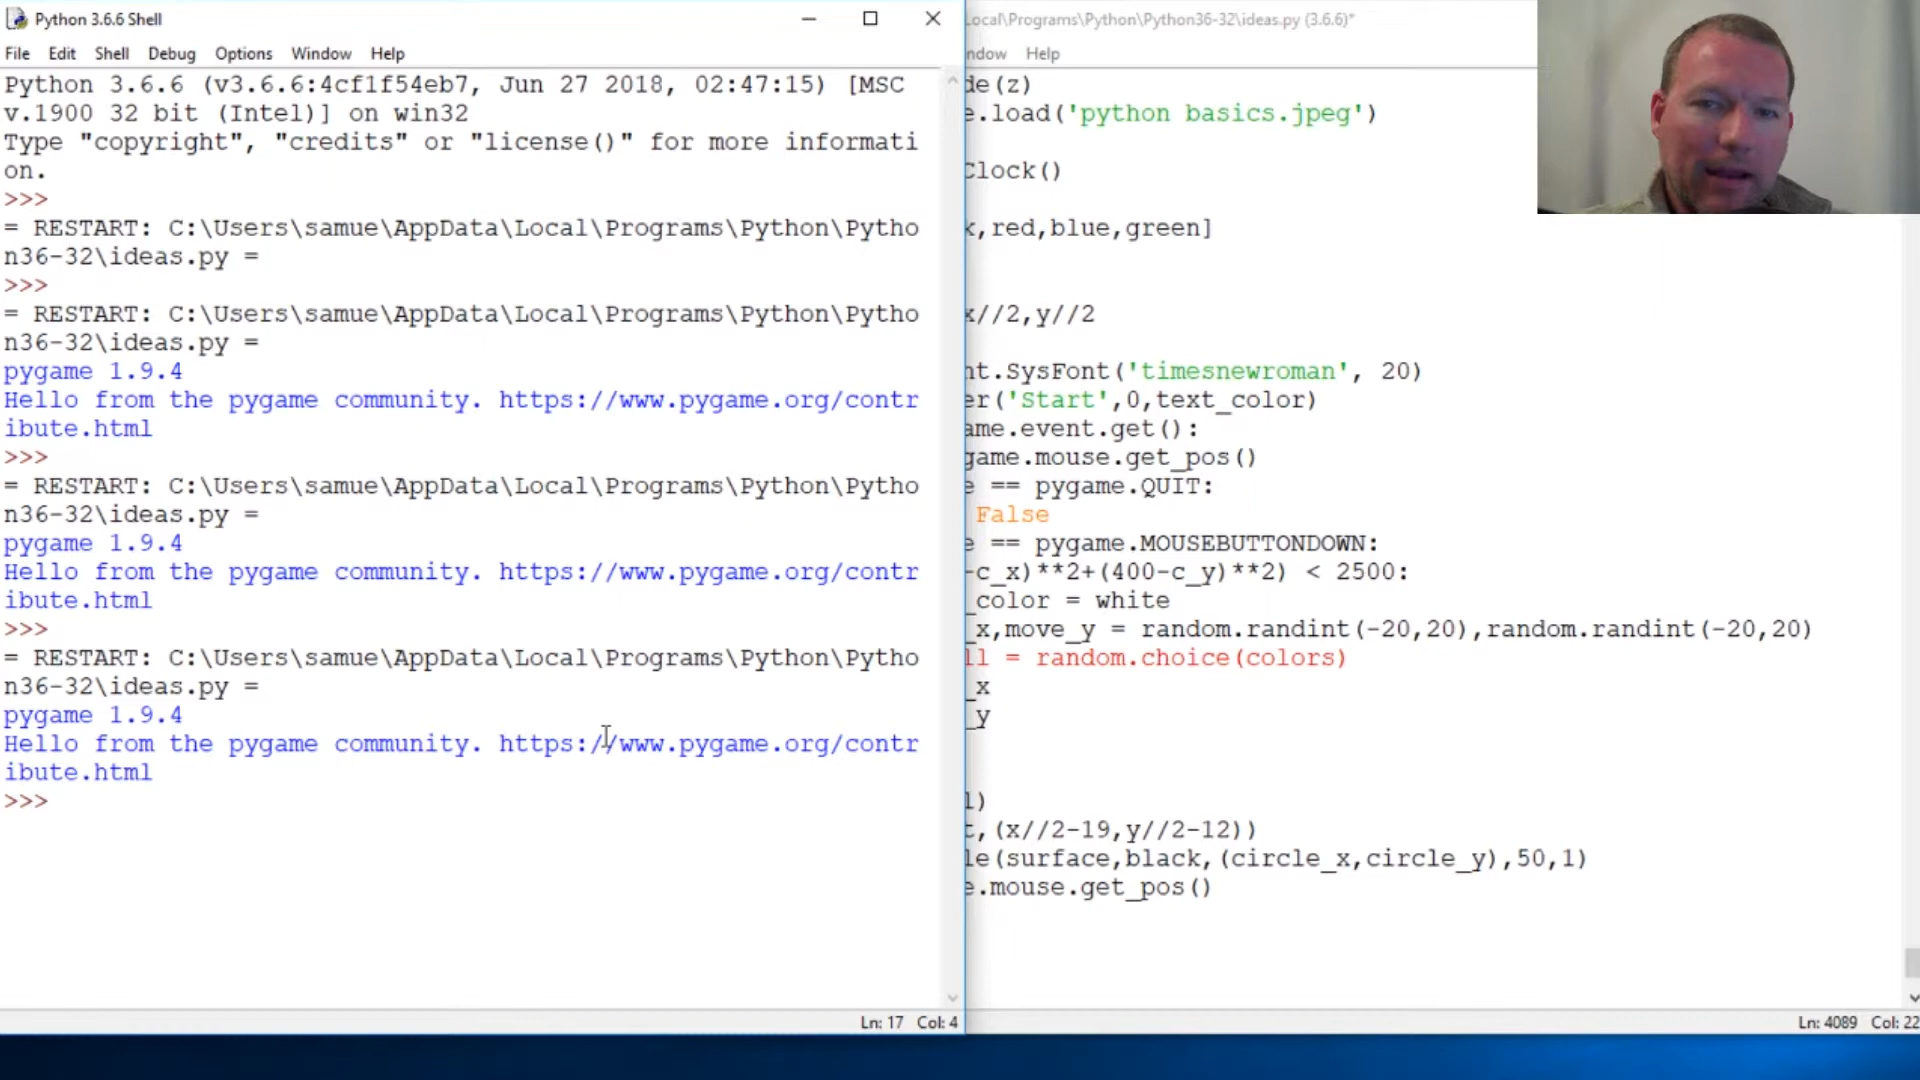 Python 3.6.6 Shell
File Edit Shell Debug Options Window Help
Python 3.6.6 (v3.6.6:4cf1f54eb7, Jun 27 2018, 02:47:15) [MSC
v.1900 32 bit (Intel)] on win32
Type "copyright", "credits" or "license()" for more informati
on.
>>>
= RESTART: C:\Users\samue\AppData\Local\Programs\Python\Pytho
n36-32\ideas.py =
>>>
= RESTART: C:\Users\samue\AppData\Local\Programs\Python\Pytho
n36-32\ideas.py =
pygame 1.9.4
Hello from the pygame community. https://www.pygame.org/contr
ibute.html
>>>
= RESTART: C:\Users\samue\AppData\Local\Programs\Python\Pytho
n36-32\ideas.py =
pygame 1.9.4
Hello from the pygame community. https://www.pygame.org/contr
ibute.html
>>>
= RESTART: C:\Users\samue\AppData\Local\Programs\Python\Pytho
n36-32\ideas.py =
pygame 1.9.4
Hello from the pygame community. https://www.pygame.org/contr
ibute.html
>>>
Ln: 17 Col: 4
Local\Programs\Python\Python36-32\ideas.py (3.6.6)*
ndow Help
de(z)
e.load('python basics.jpeg')
Clock()
k,red,blue,green]
x//2,y//2
nt.SysFont('timesnewroman', 20)
er('Start',0,text_color)
ame.event.get():
game.mouse.get_pos()
e == pygame.QUIT:
False
e == pygame.MOUSEBUTTONDOWN:
-c_x)**2+(400-c_y)**2) < 2500:
_color = white
_x,move_y = random.randint(-20,20),random.randint(-20,20)
ll = random.choice(colors)
_x
_y
l)
t,(x//2-19,y//2-12))
le(surface,black,(circle_x,circle_y),50,1)
e.mouse.get_pos()
Ln: 4089 Col: 22